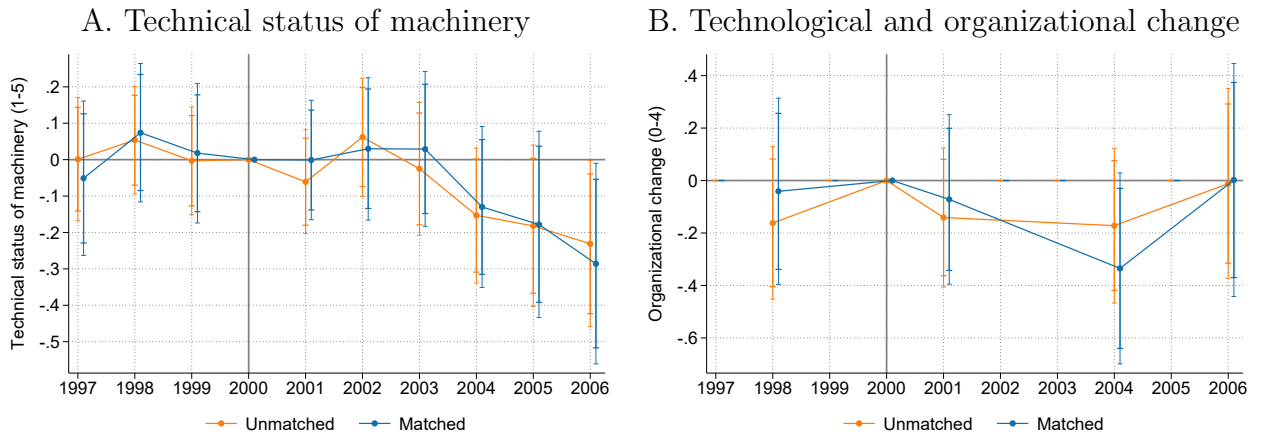 A. Technical status of machinery
Technical status of machinery (1-5)
.2
.1
0
-.1
-.2
-.3
-.4
-.5
1997 1998 1999 2000 2001 2002 2003 2004 2005 2006
Unmatched Matched
B. Technological and organizational change
Organizational change (0-4)
.4
.2
0
-.2
-.4
-.6
1997 1998 1999 2000 2001 2002 2003 2004 2005 2006
Unmatched Matched